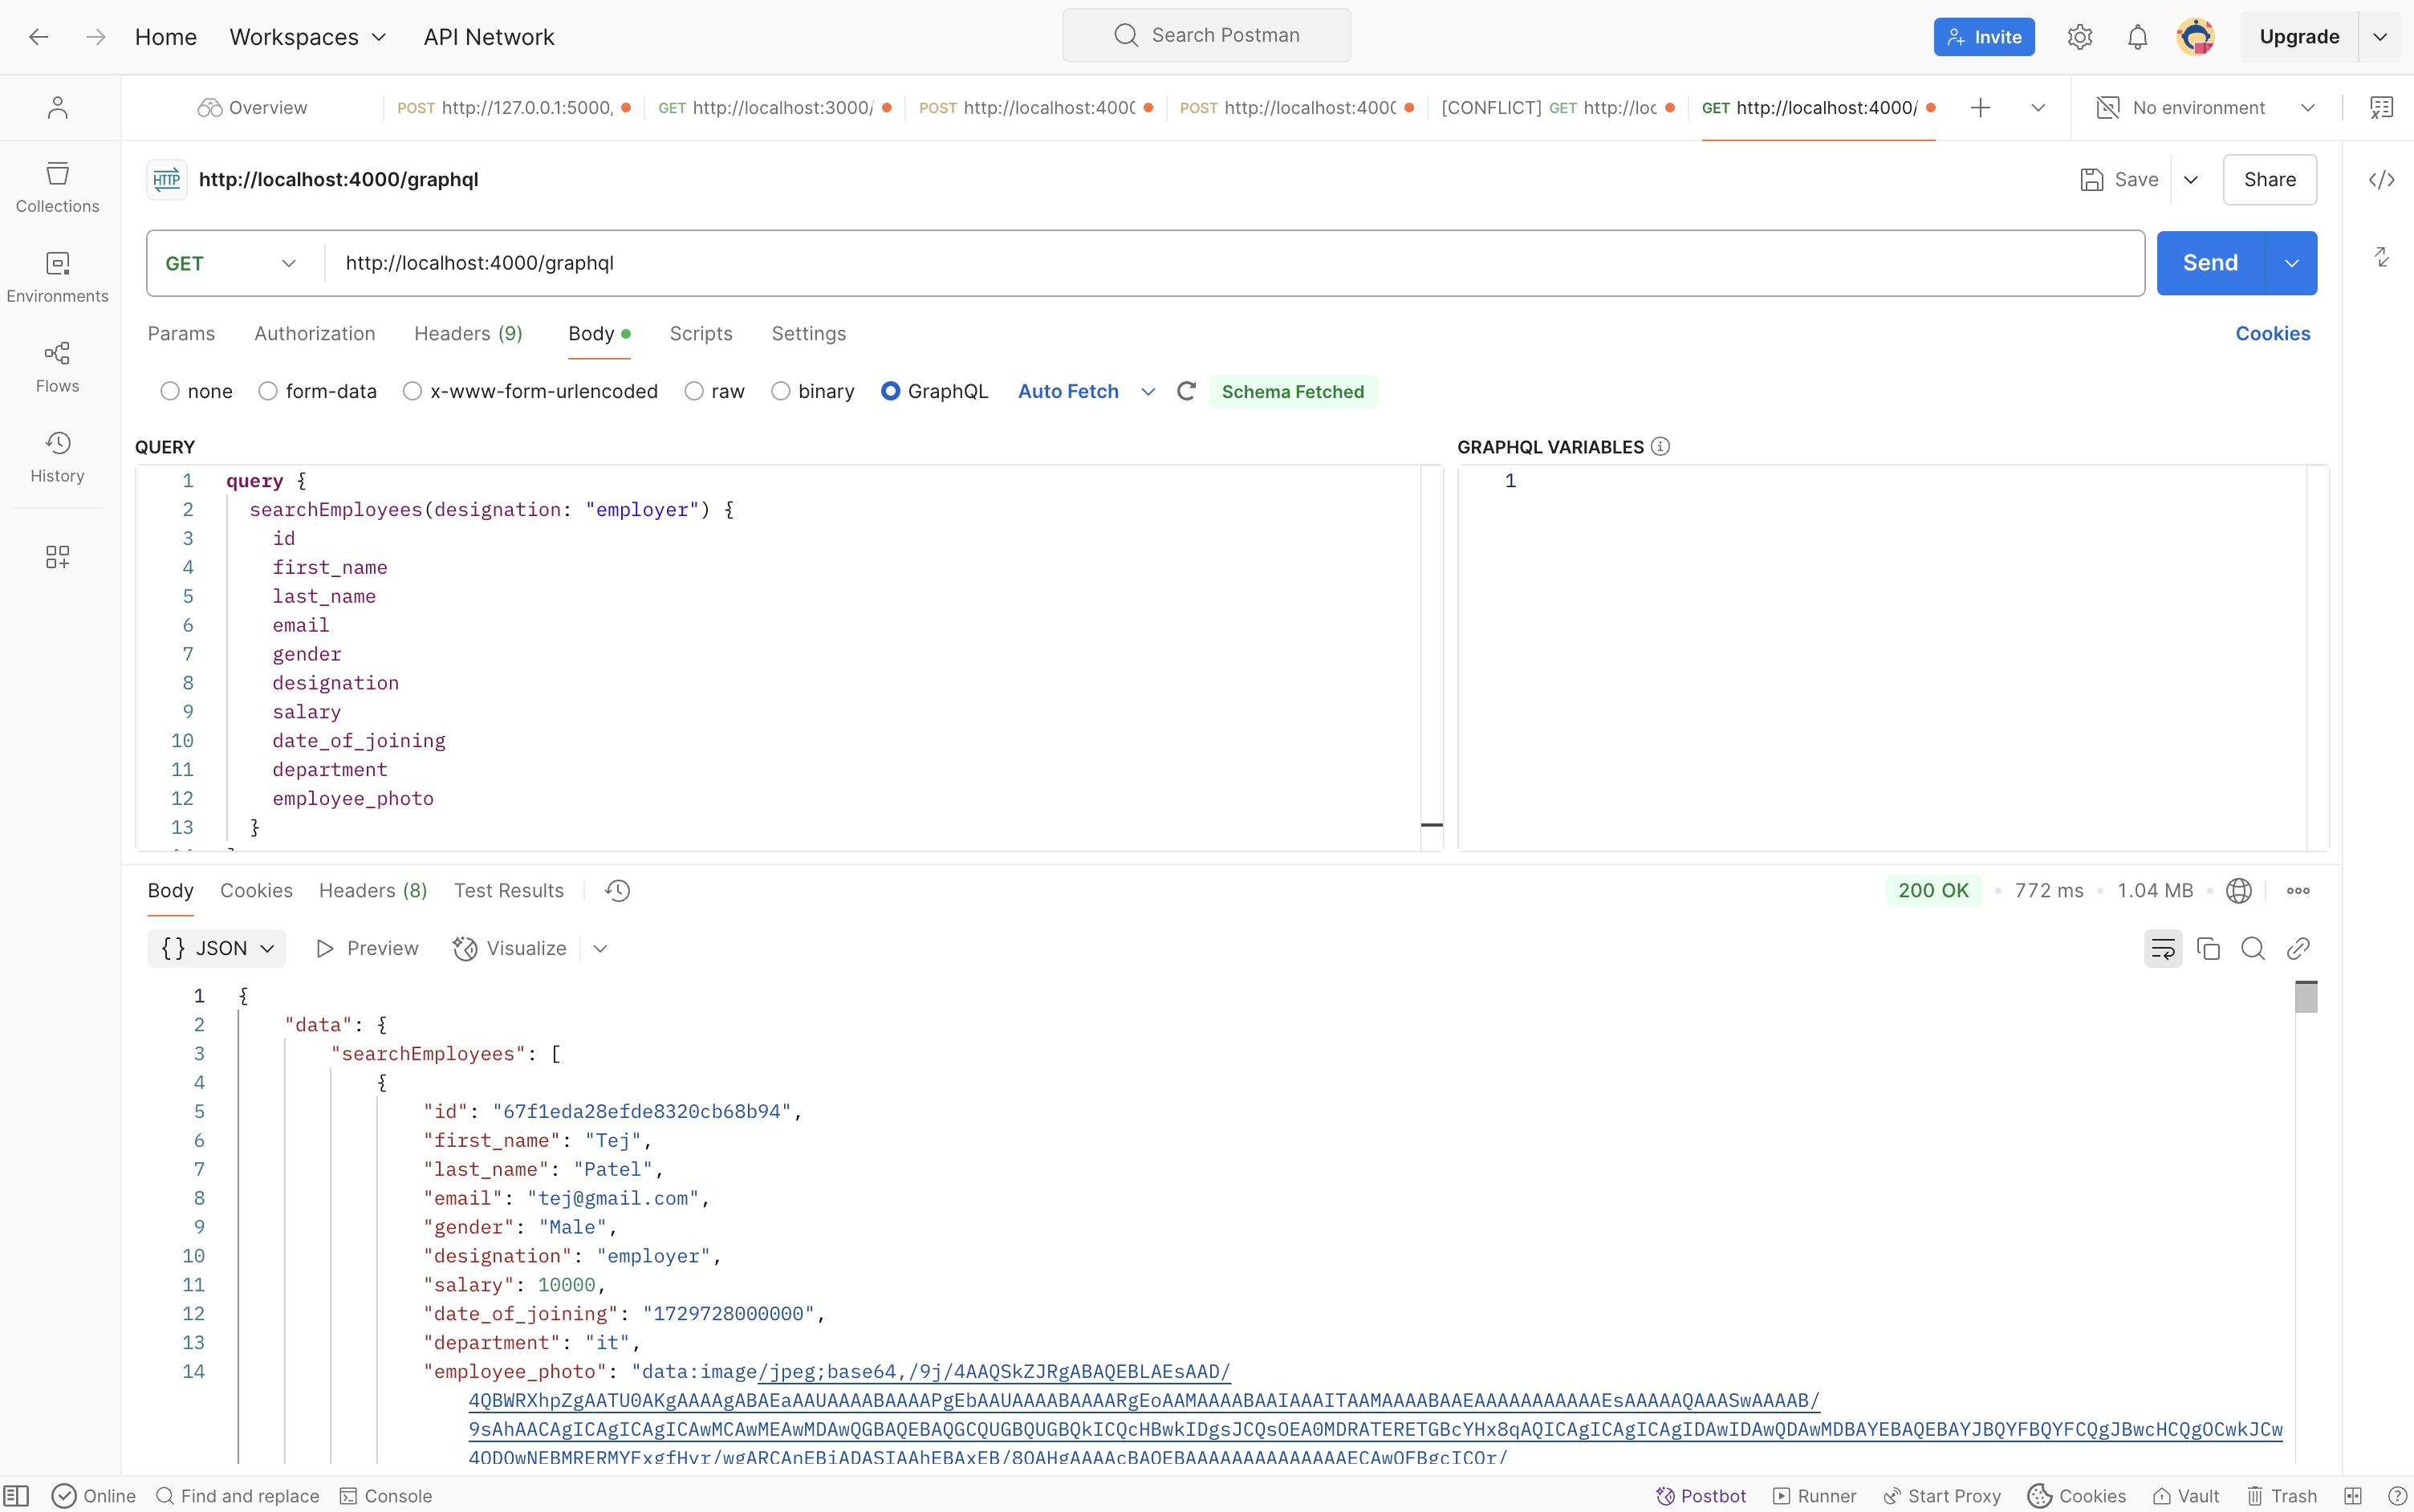 Home Workspaces API Network Search Postman Invite Upgrade
Overview POST http://127.0.0.1:5000, GET http://localhost:3000/ POST http://localhost:400 POST http://localhost:400 [CONFLICT] GET http://loc GET http://localhost:4000/ No environment
HTTP http://localhost:4000/graphql Save Share
Collections
Environments
Flows
History
GET http://localhost:4000/graphql Send
Params Authorization Headers (9) Body Scripts Settings Cookies
none form-data x-www-form-urlencoded raw binary GraphQL Auto Fetch Schema Fetched
QUERY GRAPHQL VARIABLES
1 query { 1
2 searchEmployees(designation: "employer") {
3 id
4 first_name
5 last_name
6 email
7 gender
8 designation
9 salary
10 date_of_joining
11 department
12 employee_photo
13 }
Body Cookies Headers (8) Test Results 200 OK 772 ms 1.04 MB
{} JSON Preview Visualize
1 {
2 "data": {
3 "searchEmployees": [
4 {
5 "id": "67f1eda28efde8320cb68b94",
6 "first_name": "Tej",
7 "last_name": "Patel",
8 "email": "tej@gmail.com",
9 "gender": "Male",
10 "designation": "employer",
11 "salary": 10000,
12 "date_of_joining": "1729728000000",
13 "department": "it",
14 "employee_photo": "data:image/jpeg;base64,/9j/4AAQSkZJRgABAQEBLAEsAAD/
4QBWRXhpZgAATU0AKgAAAAgABAEaAAUAAAABAAAAPgEbAAUAAAABAAAARgEoAAMAAAABAAIAAAITAAMAAAABAAEAAAAAAAAAAAEsAAAAAQAAASwAAAAB/
9sAhAACAgICAgICAgICAwMCAwMEAwMDAwQGBAQEBAQGCQUGBQUGBQkICQcHBwkIDgsJCQsOEA0MDRATERETGBcYHx8qAQICAgICAgICAgIDAwIDAwQDAwMDBAYEBAQEBAYJBQYFBQYFCQgJBwcHCQgOCwkJCw
Online Find and replace Console Postbot Runner Start Proxy Cookies Vault Trash